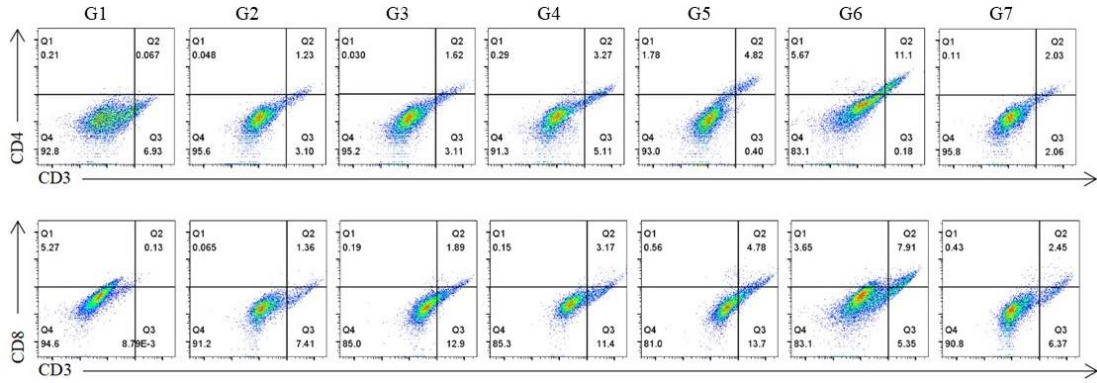 G1 G2 G3 G4 G5 G6 G7
Q1 Q2 Q1 Q2 Q1 Q2 Q1 Q2 Q1 Q2 Q1 Q2 Q1 Q2
0.21 0.067 0.048 1.23 0.030 1.62 0.29 3.27 1.78 4.82 5.67 11.1 0.11 2.03
CD4
Q4 Q3 Q4 Q3 Q4 Q3 Q4 Q3 Q4 Q3 Q4 Q3 Q4 Q3
92.8 6.93 95.6 3.10 95.2 3.11 91.3 5.11 93.0 0.40 83.1 0.18 95.8 2.06
CD3
Q1 Q2 Q1 Q2 Q1 Q2 Q1 Q2 Q1 Q2 Q1 Q2 Q1 Q2
5.27 0.13 0.065 1.36 0.19 1.89 0.15 3.17 0.56 4.78 3.65 7.91 0.43 2.45
CD8
Q4 Q3 Q4 Q3 Q4 Q3 Q4 Q3 Q4 Q3 Q4 Q3 Q4 Q3
94.6 8.79E-3 91.2 7.41 85.0 12.9 85.3 11.4 81.0 13.7 83.1 5.35 90.8 6.37
CD3